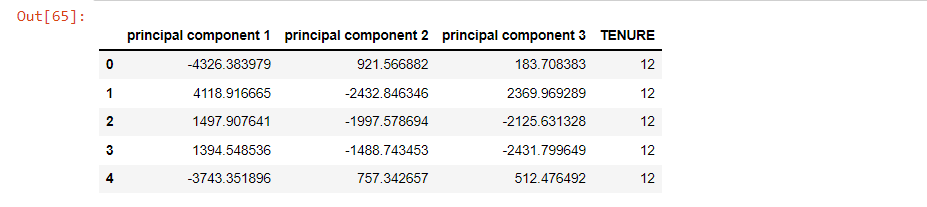 Out[65]:
principal component 1 principal component 2 principal component 3 TENURE
0 -4326.383979 921.566882 183.708383 12
1 4118.916665 -2432.846346 2369.969289 12
2 1497.907641 -1997.578694 -2125.631328 12
3 1394.548536 -1488.743453 -2431.799649 12
4 -3743.351896 757.342657 512.476492 12